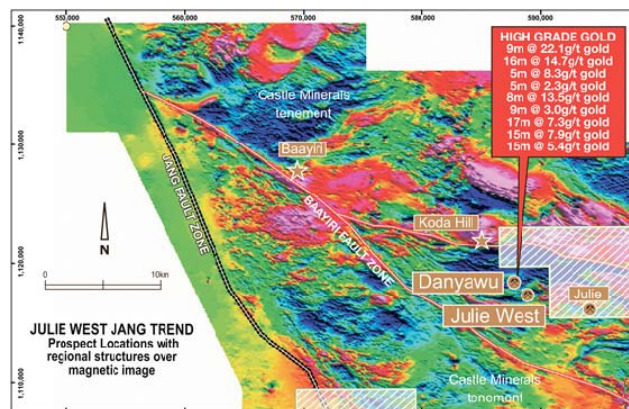 550,000
560,000
570,000
580,000
590,000
1,140,000
1,130,000
1,120,000
1,110,000
HIGH GRADE GOLD
9m @ 22.1g/t gold
16m @ 14.7g/t gold
5m @ 8.3g/t gold
5m @ 2.3g/t gold
8m @ 13.5g/t gold
9m @ 3.0g/t gold
17m @ 7.3g/t gold
15m @ 7.9g/t gold
15m @ 5.4g/t gold
Castle Minerals
tenement
Baayiri
JANG FAULT ZONE
BAAYIRI FAULT ZONE
Koda Hill
N
0
10km
Danyawu
Julie
Julie West
JULIE WEST JANG TREND
Prospect Locations with
regional structures over
magnetic image
Castle Minerals
tenement